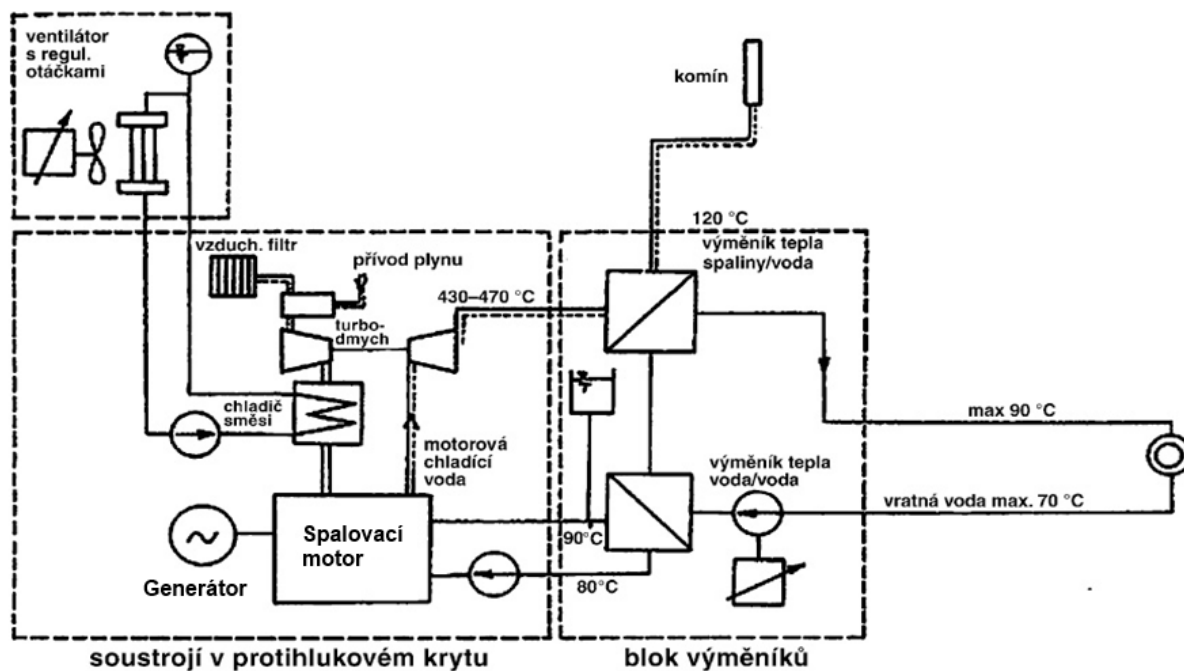 ventilátor
s regul.
otáčkami
komín
120 °C
výměník tepla
spaliny/voda
vzduch. filtr
přívod plynu
430–470 °C
turbo-
dmych
chladič
směsi
motorová
chladící
voda
max 90 °C
výměník tepla
voda/voda
vratná voda max. 70 °C
90°C
80°C
Spalovací
motor
Generátor
soustrojí v protihlukovém krytu
blok výměníků